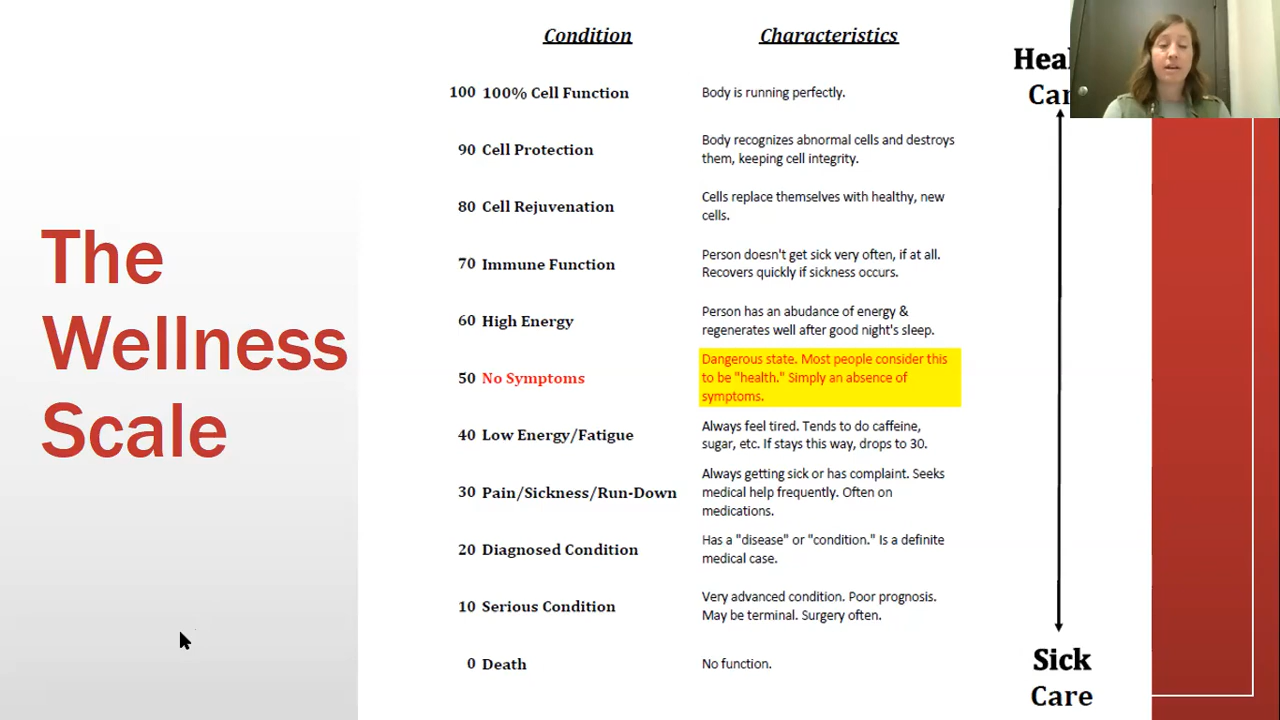 The
Wellness
Scale
Condition Characteristics
100 100% Cell Function Body is running perfectly.
90 Cell Protection Body recognizes abnormal cells and destroys
them, keeping cell integrity.
80 Cell Rejuvenation Cells replace themselves with healthy, new
cells.
70 Immune Function Person doesn't get sick very often, if at all.
Recovers quickly if sickness occurs.
60 High Energy Person has an abudance of energy &
regenerates well after good night's sleep.
50 No Symptoms Dangerous state. Most people consider this
to be "health." Simply an absence of
symptoms.
40 Low Energy/Fatigue Always feel tired. Tends to do caffeine,
sugar, etc. If stays this way, drops to 30.
30 Pain/Sickness/Run-Down Always getting sick or has complaint. Seeks
medical help frequently. Often on
medications.
20 Diagnosed Condition Has a "disease" or "condition." Is a definite
medical case.
10 Serious Condition Very advanced condition. Poor prognosis.
May be terminal. Surgery often.
0 Death No function.
Sick
Care